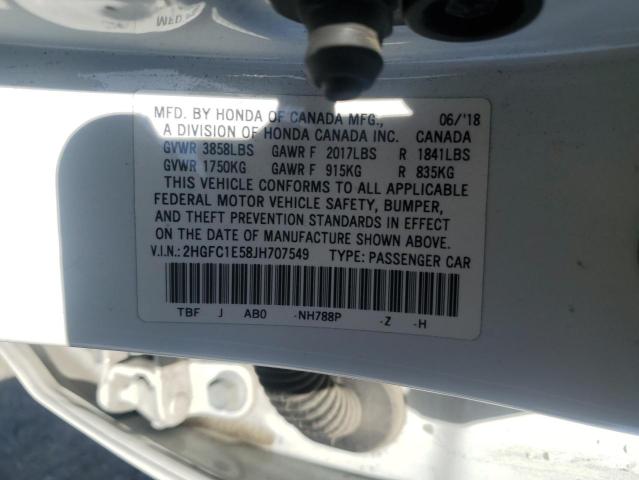 MFD. BY HONDA OF CANADA MFG., 06/'18
A DIVISION OF HONDA CANADA INC. CANADA
GVWR 3858LBS GAWR F 2017LBS R 1841LBS
GVWR 1750KG GAWR F 915KG R 835KG
THIS VEHICLE CONFORMS TO ALL APPLICABLE
FEDERAL MOTOR VEHICLE SAFETY, BUMPER,
AND THEFT PREVENTION STANDARDS IN EFFECT
ON THE DATE OF MANUFACTURE SHOWN ABOVE.
V.I.N.: 2HGFC1E58JH707549 TYPE: PASSENGER CAR
TBF J AB0 -NH788P -Z -H